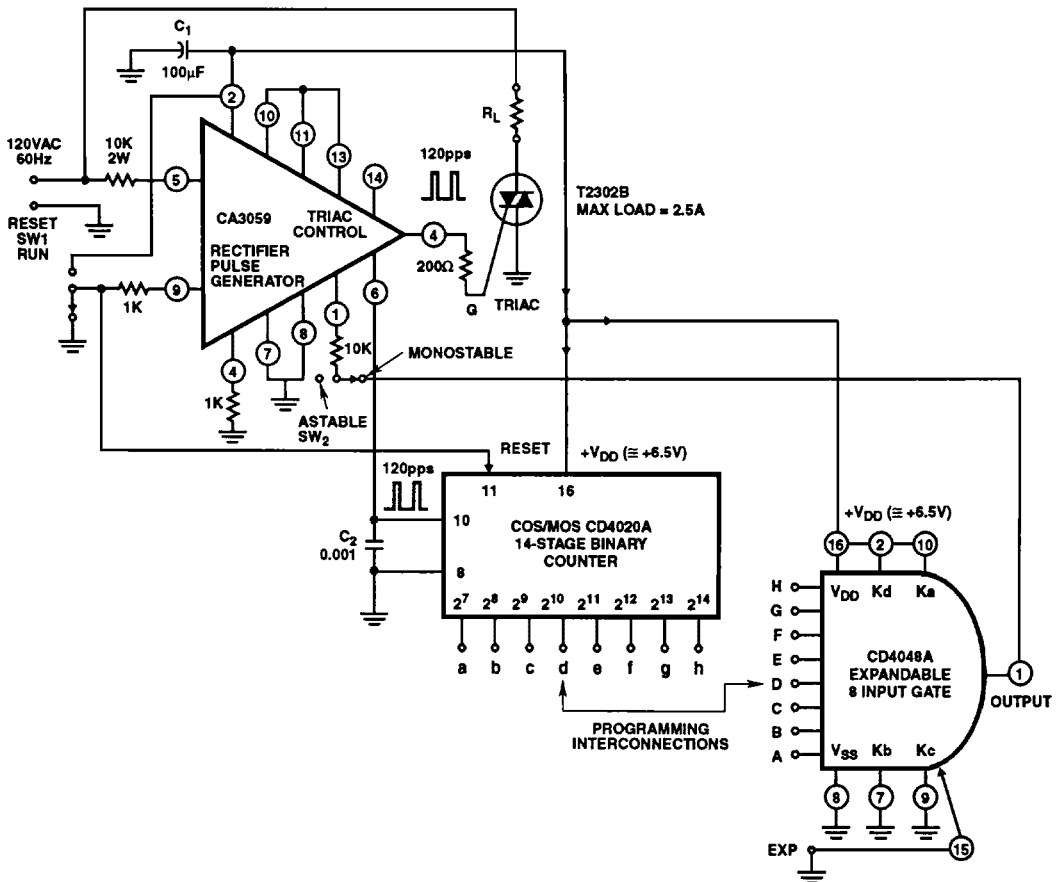 C1
100μF
2
10
11
13
14
RL
120VAC
60Hz
10K
2W
5
120pps
CA3059
TRIAC
CONTROL
4
T2302B
MAX LOAD = 2.5A
RESET
SW1
RUN
RECTIFIER
PULSE
GENERATOR
200Ω
6
G
TRIAC
1K
9
1
8
7
10K
MONOSTABLE
4
1K
ASTABLE
SW2
RESET
+VDD (≅ +6.5V)
120pps
11
16
10
COS/MOS CD4020A
14-STAGE BINARY
COUNTER
C2
0.001
8
2^7 2^8 2^9 2^10 2^11 2^12 2^13 2^14
a b c d e f g h
+VDD (≅ +6.5V)
16 2 10
VDD Kd Ka
H
G
F
E
D
C
B
A
CD4048A
EXPANDABLE
8 INPUT GATE
1
OUTPUT
PROGRAMMING
INTERCONNECTIONS
VSS Kb Kc
8 7 9
15
EXP